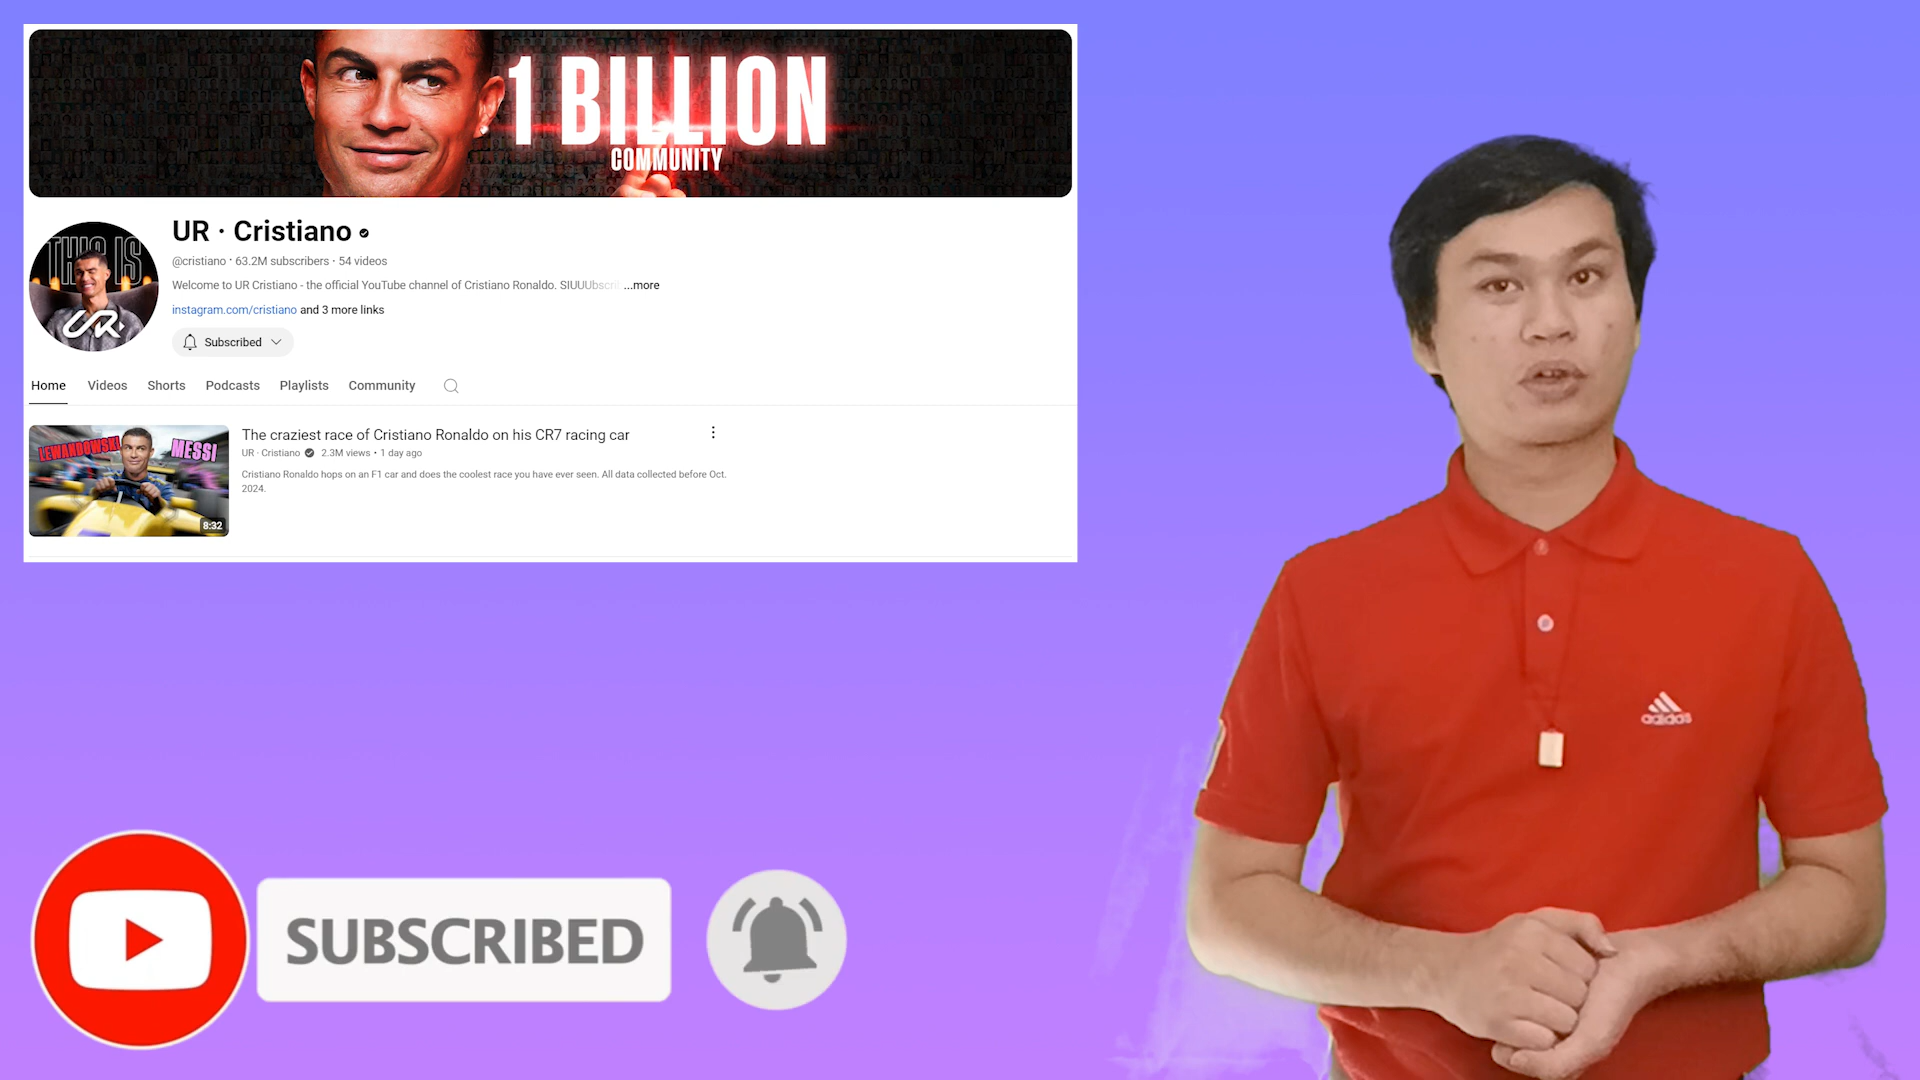 1 BILLION
COMMUNITY
THIS IS
UR
UR · Cristiano
@cristiano · 63.2M subscribers · 54 videos
Welcome to UR Cristiano - the official YouTube channel of Cristiano Ronaldo. SIUUUbscri ...more
instagram.com/cristiano and 3 more links
Subscribed
Home Videos Shorts Podcasts Playlists Community
LEWANDOWSKI
MESSI
8:32
The craziest race of Cristiano Ronaldo on his CR7 racing car
UR · Cristiano 2.3M views • 1 day ago
Cristiano Ronaldo hops on an F1 car and does the coolest race you have ever seen. All data collected before Oct.
2024.
adidas
SUBSCRIBED